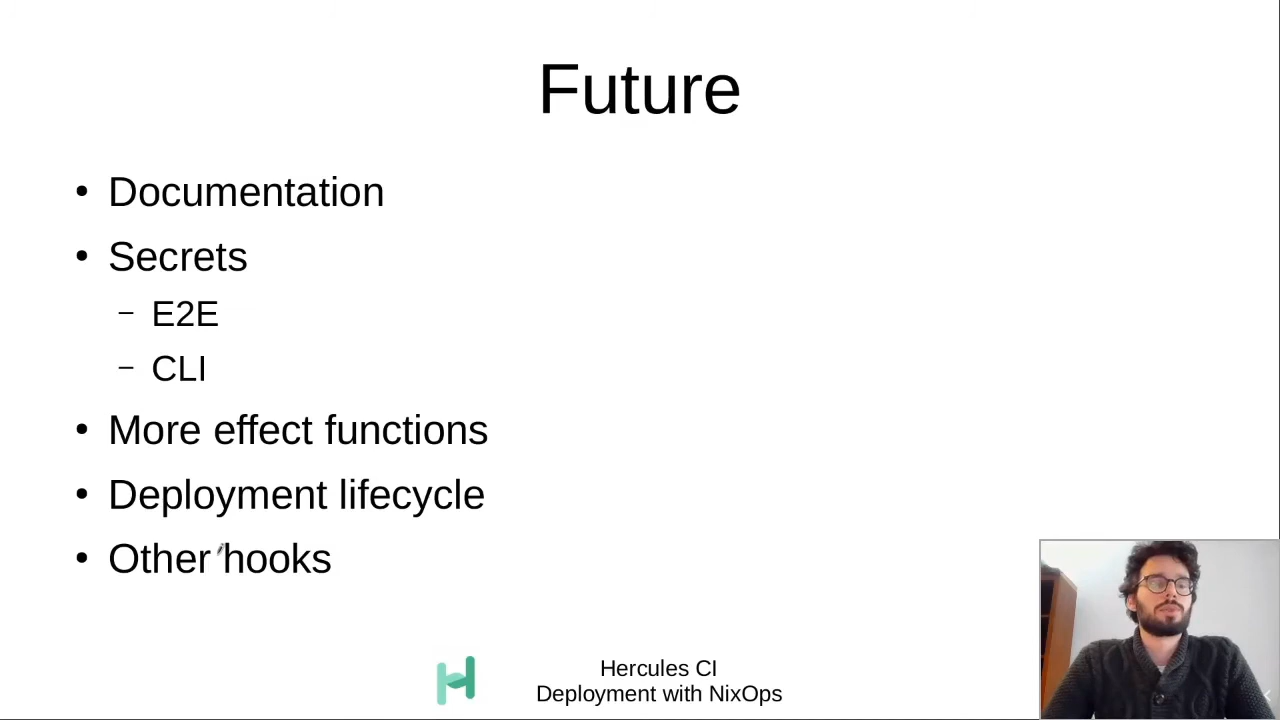 Future
• Documentation
• Secrets
– E2E
– CLI
• More effect functions
• Deployment lifecycle
• Other hooks
Hercules CI
Deployment with NixOps